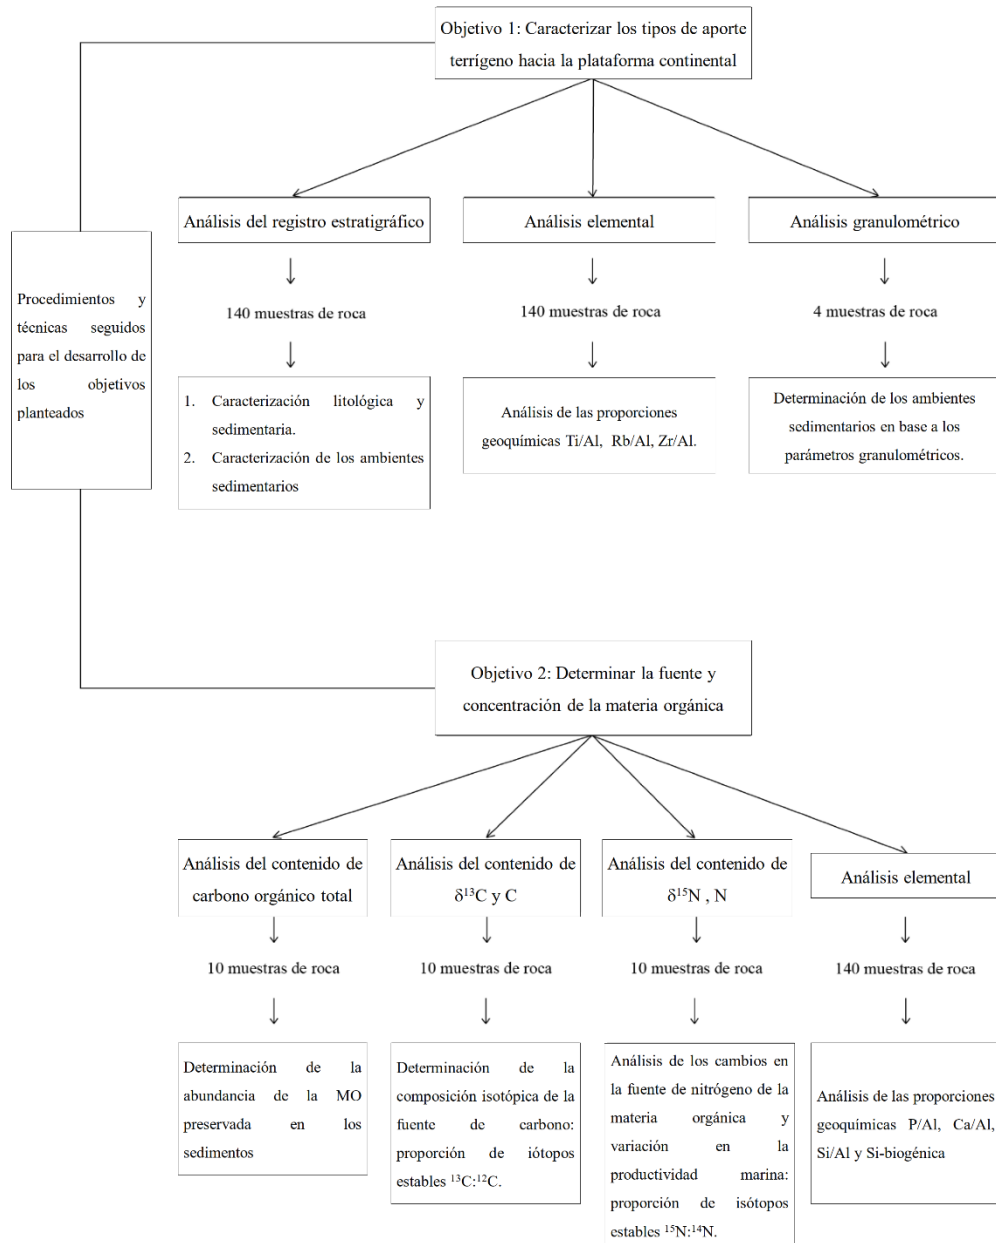 Objetivo 1: Caracterizar los tipos de aporte
terrígeno hacia la plataforma continental
Análisis del registro estratigráfico
Análisis elemental
Análisis granulométrico
Procedimientos y
técnicas seguidos
para el desarrollo de
los objetivos
planteados
140 muestras de roca
140 muestras de roca
4 muestras de roca
1. Caracterización litológica y
sedimentaria.
2. Caracterización de los ambientes
sedimentarios
Análisis de las proporciones
geoquímicas Ti/Al, Rb/Al, Zr/Al.
Determinación de los ambientes
sedimentarios en base a los
parámetros granulométricos.
Objetivo 2: Determinar la fuente y
concentración de la materia orgánica
Análisis del contenido de
carbono orgánico total
Análisis del contenido de
δ¹³C y C
Análisis del contenido de
δ¹⁵N , N
Análisis elemental
10 muestras de roca
10 muestras de roca
10 muestras de roca
140 muestras de roca
Determinación de la
abundancia de la MO
preservada en los
sedimentos
Determinación de la
composición isotópica de la
fuente de carbono:
proporción de iótopos
estables ¹³C:¹²C.
Análisis de los cambios en
la fuente de nitrógeno de la
materia orgánica y
variación en la
productividad marina:
proporción de isótopos
estables ¹⁵N:¹⁴N.
Análisis de las proporciones
geoquímicas P/Al, Ca/Al,
Si/Al y Si-biogénica